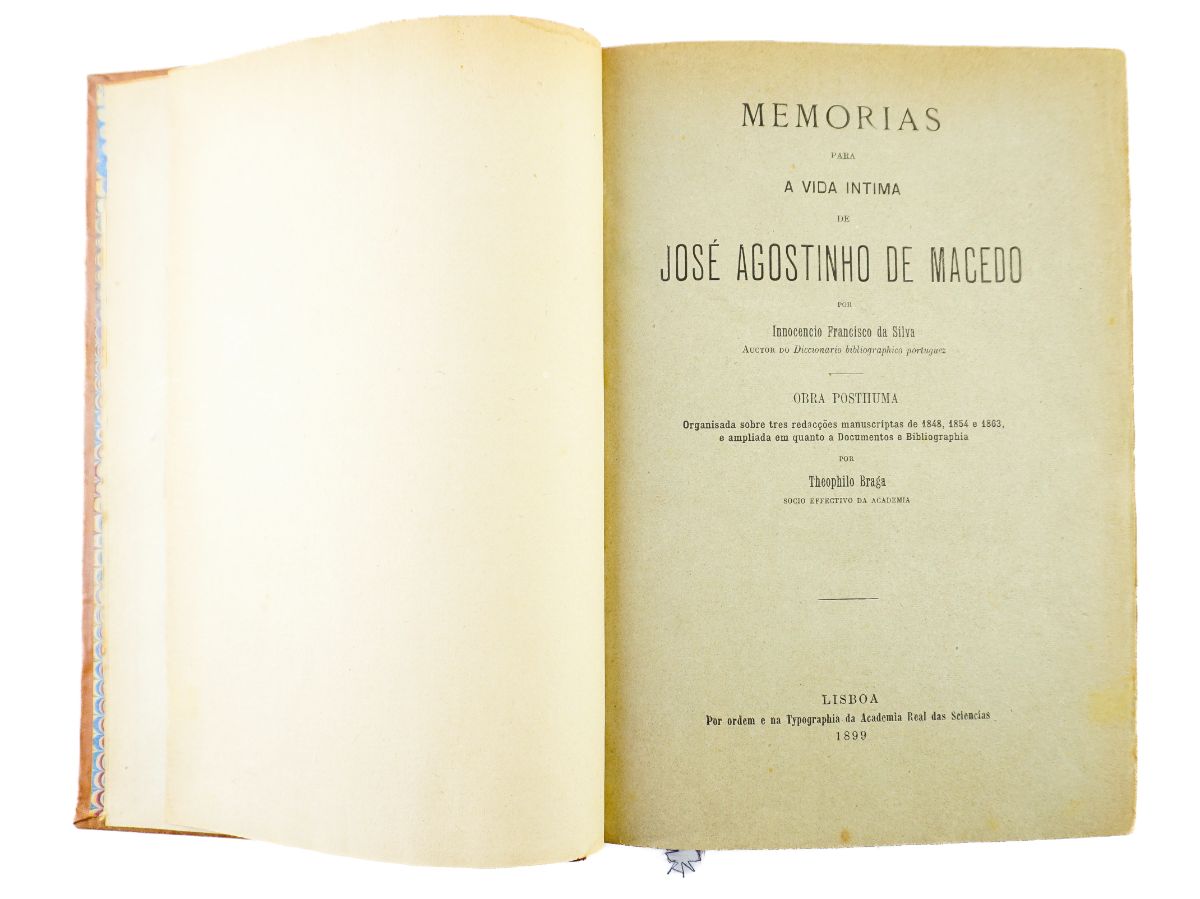 MEMORIAS
PARA
A VIDA INTIMA
DE
JOSÉ AGOSTINHO DE MACEDO
POR
Innocencio Francisco da Silva
AUCTOR DO Diccionario bibliographico portuguez
OBRA POSTHUMA
Organisada sobre tres redacções manuscriptas de 1848, 1854 e 1863,
e ampliada em quanto a Documentos e Bibliographia
POR
Theophilo Braga
SOCIO EFFECTIVO DA ACADEMIA
LISBOA
Por ordem e na Typographia da Academia Real das Sciencias
1899